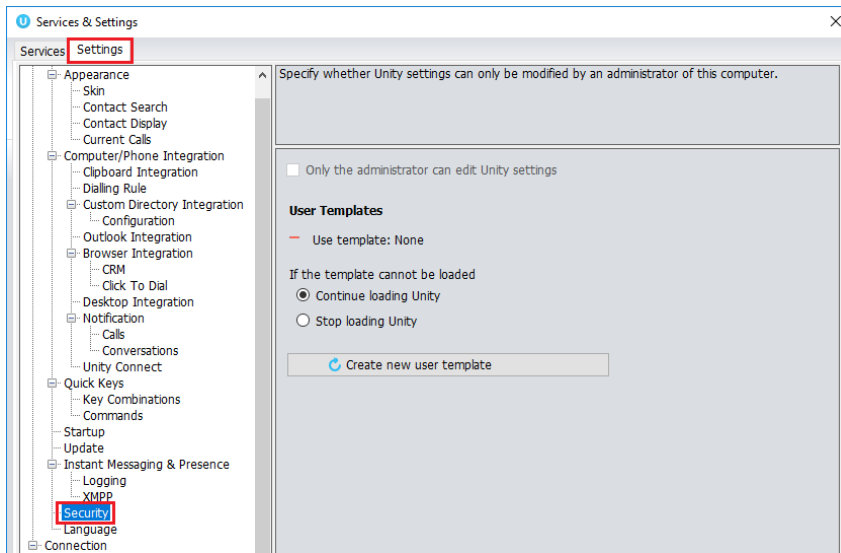 Services & Settings
Services
Settings
Appearance
Skin
Contact Search
Contact Display
Current Calls
Computer/Phone Integration
Clipboard Integration
Dialling Rule
Custom Directory Integration
Configuration
Outlook Integration
Browser Integration
CRM
Click To Dial
Desktop Integration
Notification
Calls
Conversations
Unity Connect
Quick Keys
Key Combinations
Commands
Startup
Update
Instant Messaging & Presence
Logging
XMPP
Security
Language
Connection
Specify whether Unity settings can only be modified by an administrator of this computer.
Only the administrator can edit Unity settings
User Templates
Use template: None
If the template cannot be loaded
Continue loading Unity
Stop loading Unity
Create new user template